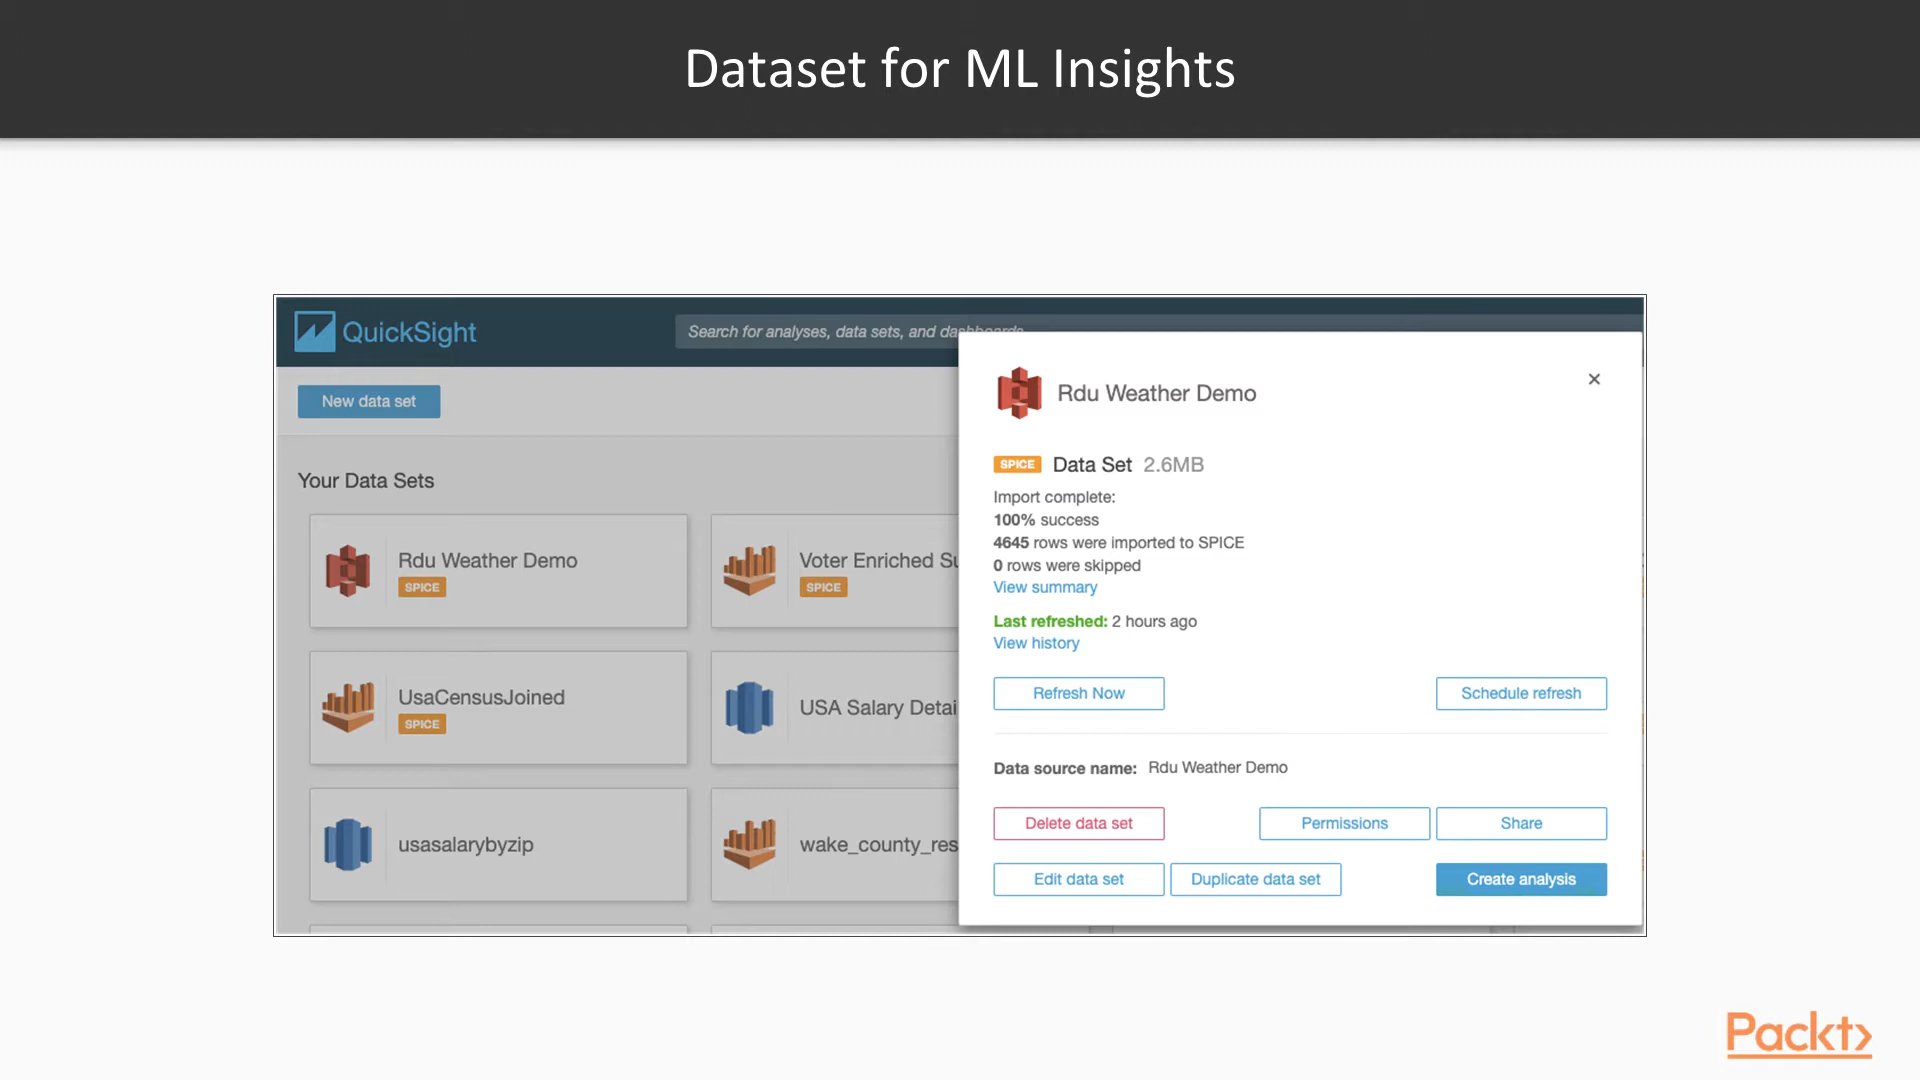 Dataset for ML Insights
QuickSight
Search for analyses, data sets, and dashboards
New data set
Your Data Sets
Rdu Weather Demo
SPICE
Voter Enriched Su
SPICE
UsaCensusJoined
SPICE
USA Salary Detai
usasalarybyzip
wake_county_res
Rdu Weather Demo
×
SPICE Data Set 2.6MB
Import complete:
100% success
4645 rows were imported to SPICE
0 rows were skipped
View summary
Last refreshed: 2 hours ago
View history
Refresh Now
Schedule refresh
Data source name: Rdu Weather Demo
Delete data set
Permissions
Share
Edit data set
Duplicate data set
Create analysis
Packt>